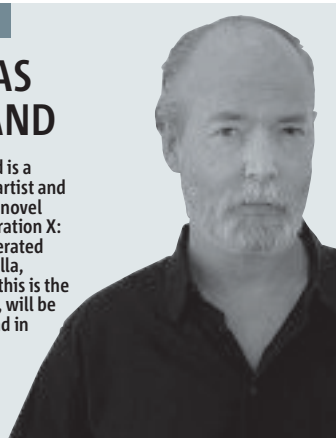 AS
AND
d is a
artist and
novel
ration X:
erated
lla,
this is the
, will be
d in